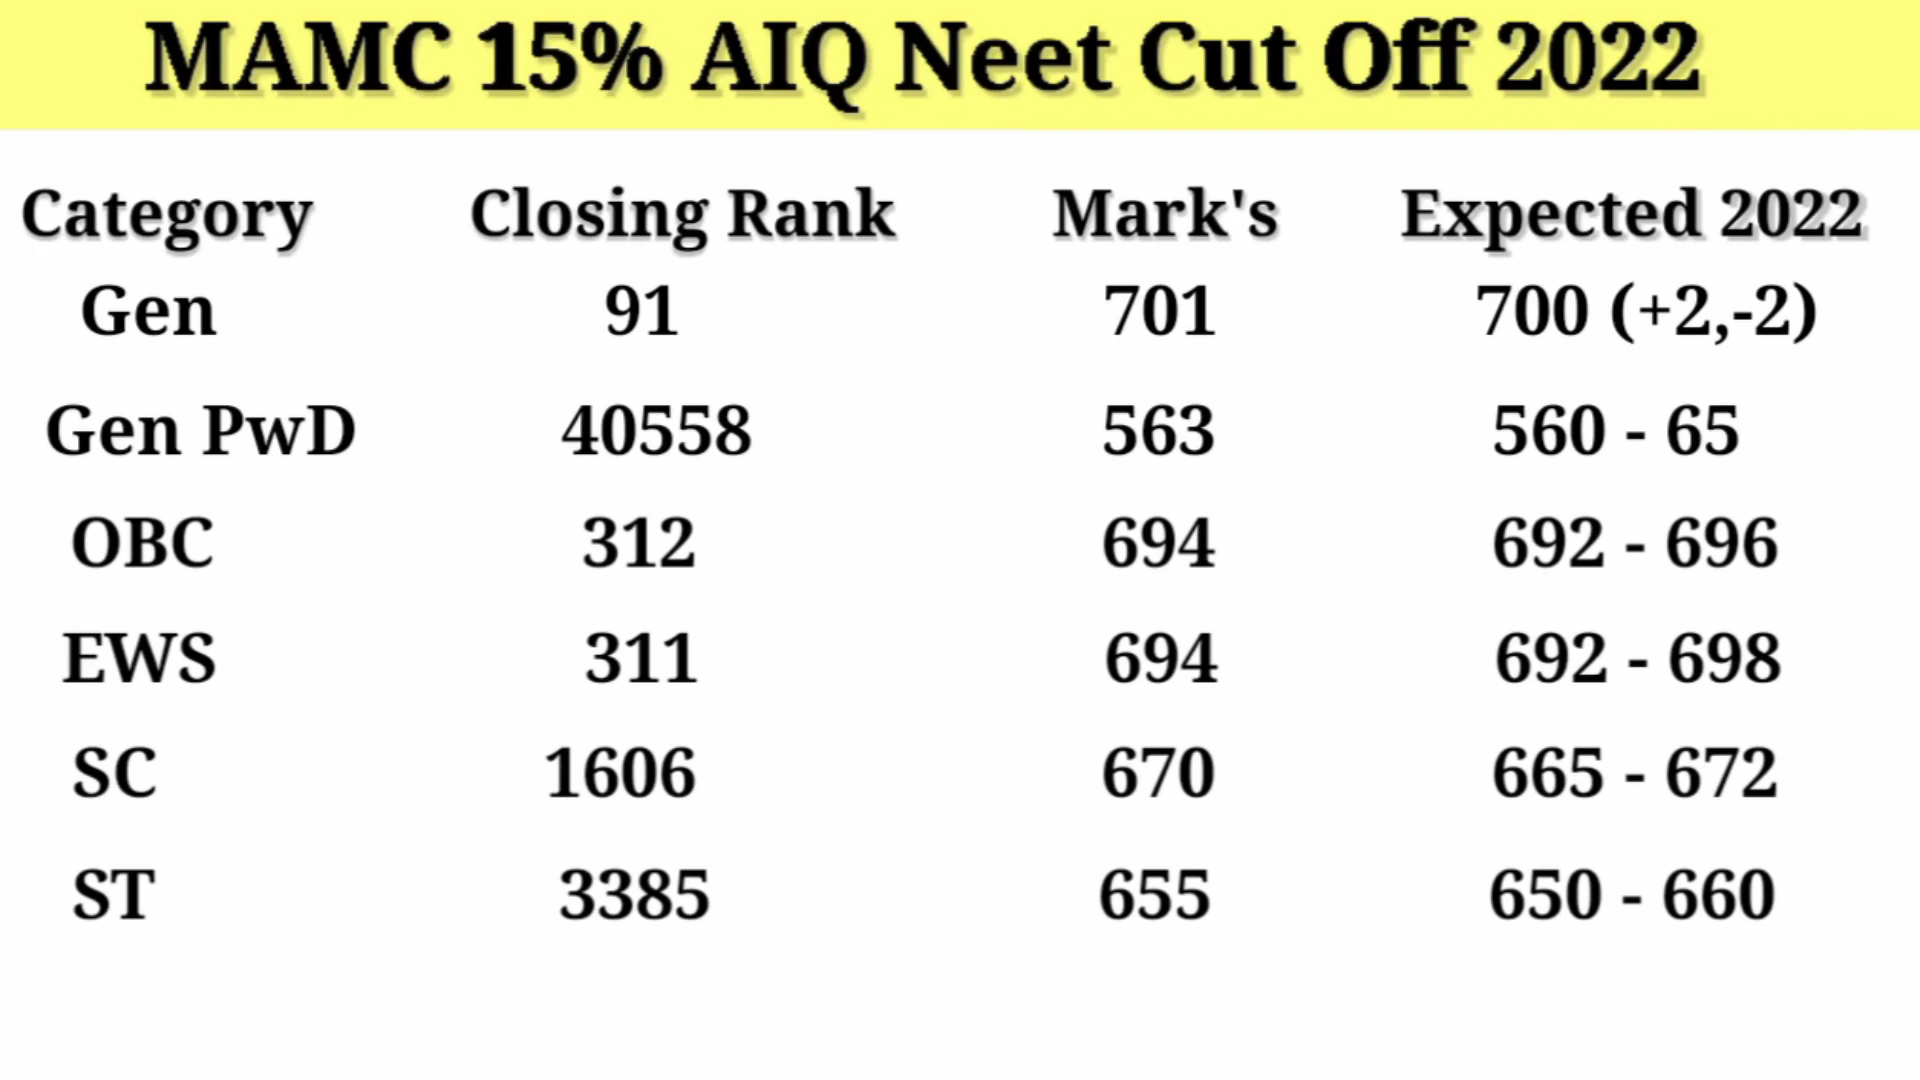 MAMC 15% AIQ Neet Cut Off 2022
Category Closing Rank Mark's Expected 2022
Gen 91 701 700 (+2,-2)
Gen PwD 40558 563 560 - 65
OBC 312 694 692 - 696
EWS 311 694 692 - 698
SC 1606 670 665 - 672
ST 3385 655 650 - 660